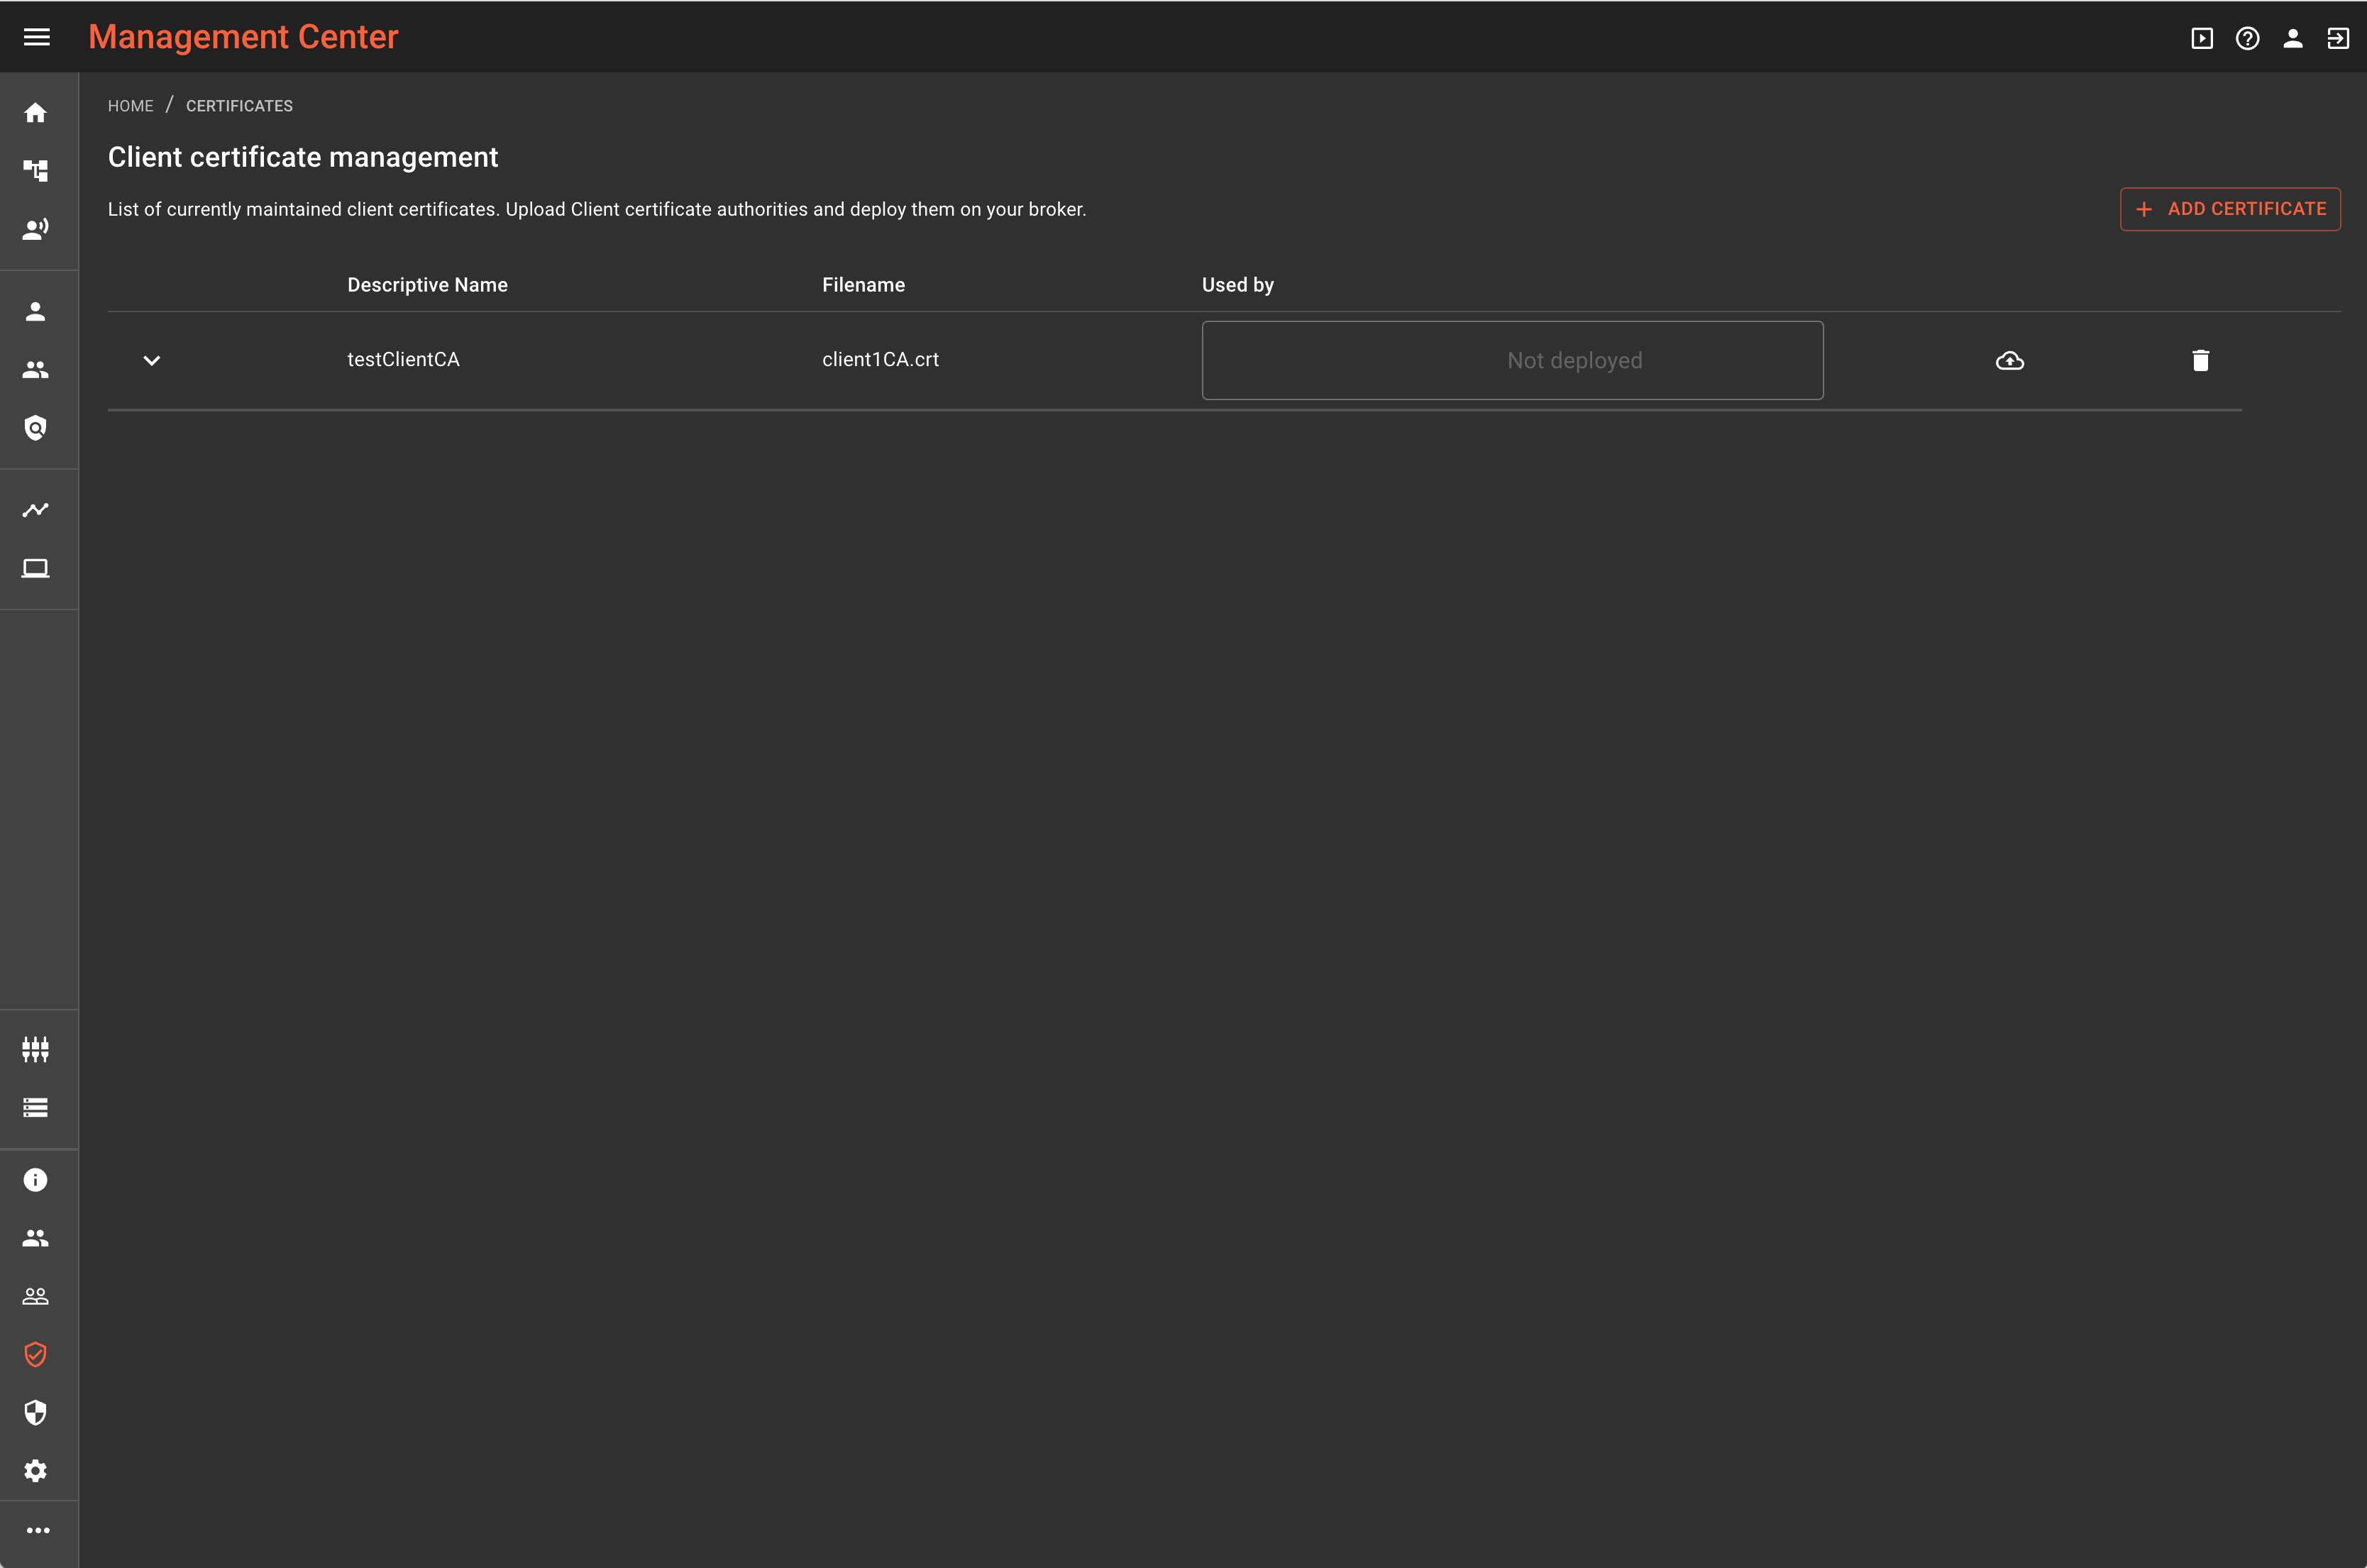 Management Center
HOME / CERTIFICATES
Client certificate management
List of currently maintained client certificates. Upload Client certificate authorities and deploy them on your broker.
ADD CERTIFICATE
Descriptive Name Filename Used by
testClientCA client1CA.crt Not deployed